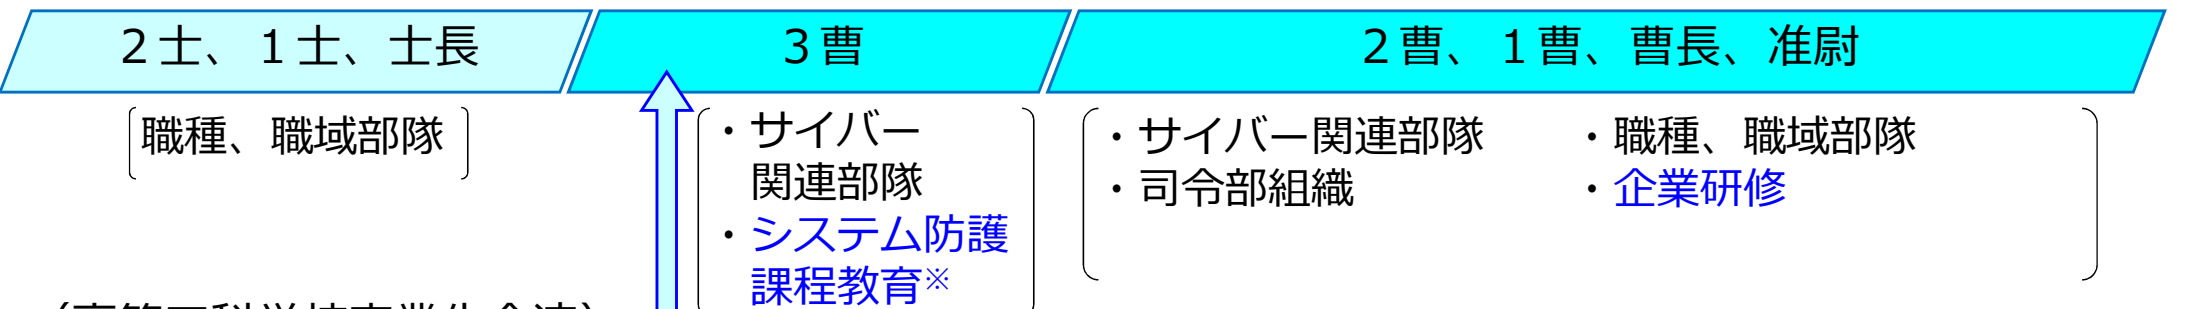 ２士、１士、士長
３曹
２曹、１曹、曹長、准尉
職種、職域部隊
・サイバー
関連部隊
・システム防護
課程教育※
・サイバー関連部隊
・司令部組織
・職種、職域部隊
・企業研修